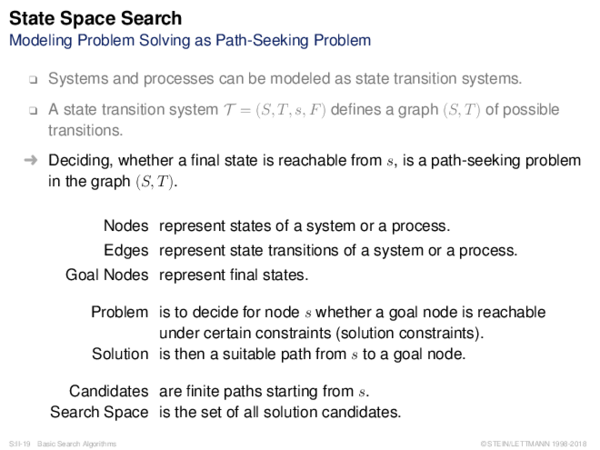 State Space Search
Modeling Problem Solving as Path-Seeking Problem
❑ Systems and processes can be modeled as state transition systems.
❑ A state transition system 𝒯 = (S, T, s, F) defines a graph (S, T) of possible
transitions.
➜ Deciding, whether a final state is reachable from s, is a path-seeking problem
in the graph (S, T).
Nodes represent states of a system or a process.
Edges represent state transitions of a system or a process.
Goal Nodes represent final states.
Problem is to decide for node s whether a goal node is reachable
under certain constraints (solution constraints).
Solution is then a suitable path from s to a goal node.
Candidates are finite paths starting from s.
Search Space is the set of all solution candidates.
S:II-19 Basic Search Algorithms © STEIN/LETTMANN 1998-2018